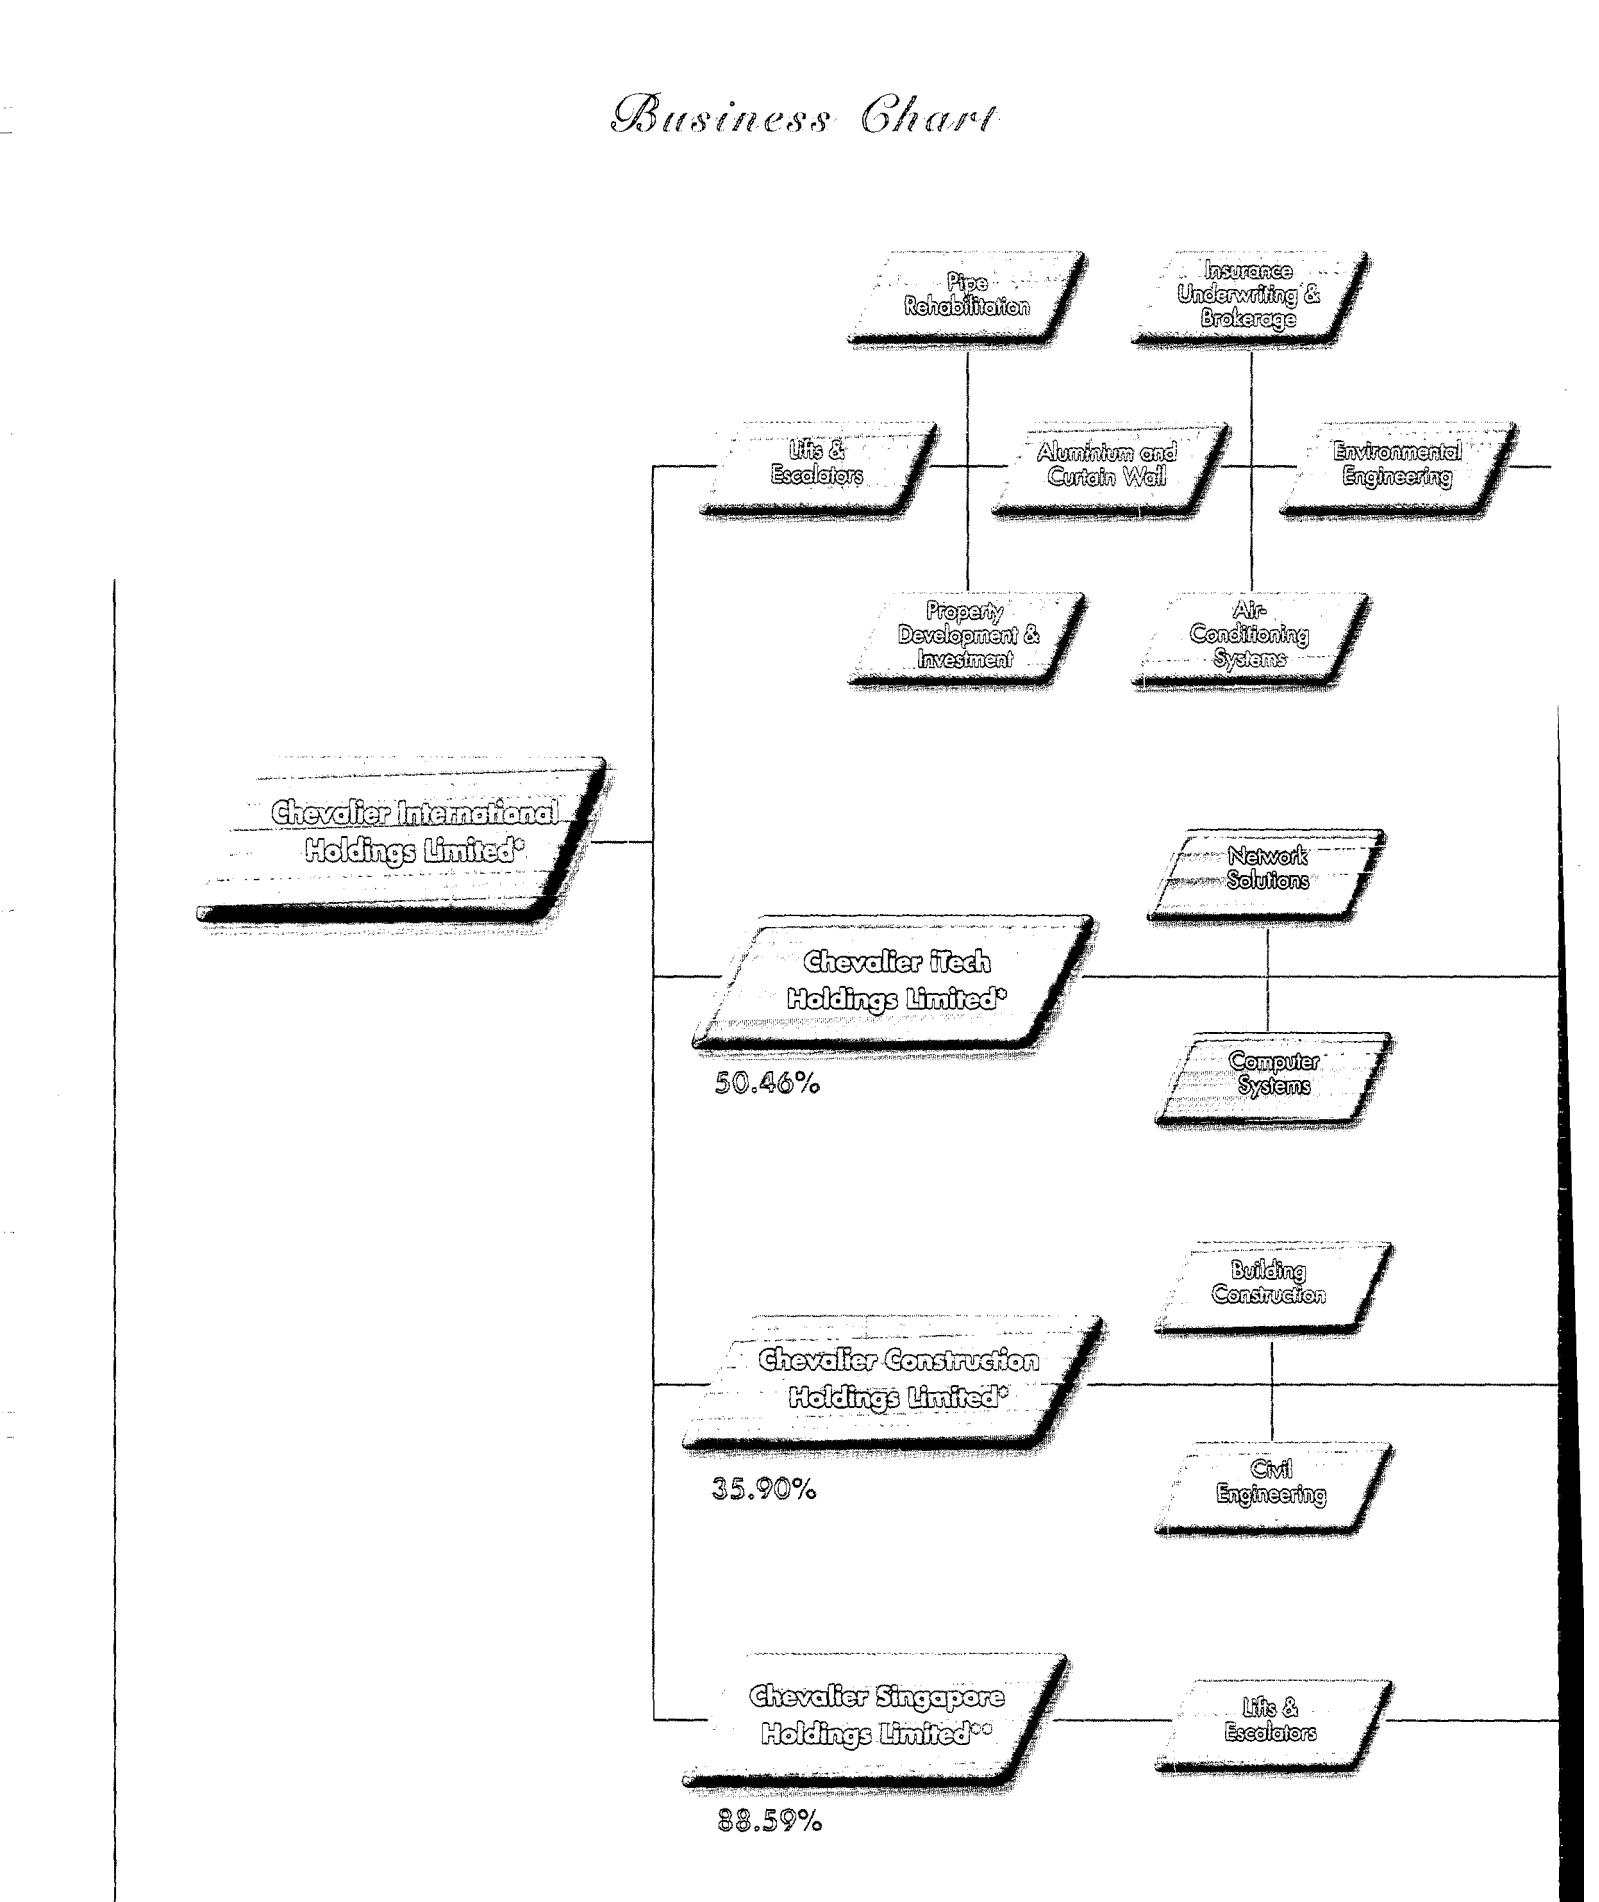 Business Chart
Pipe
Rehabilitation
Insurance
Underwriting &
Brokerage
Lifts &
Escalators
Aluminium and
Curtain Wall
Environmental
Engineering
Property
Development &
Investment
Air-
Conditioning
Systems
Chevalier International
Holdings Limited*
Network
Solutions
Chevalier iTech
Holdings Limited*
50.46%
Computer
Systems
Building
Construction
Chevalier Construction
Holdings Limited*
35.90%
Civil
Engineering
Chevalier Singapore
Holdings Limited**
88.59%
Lifts &
Escalators